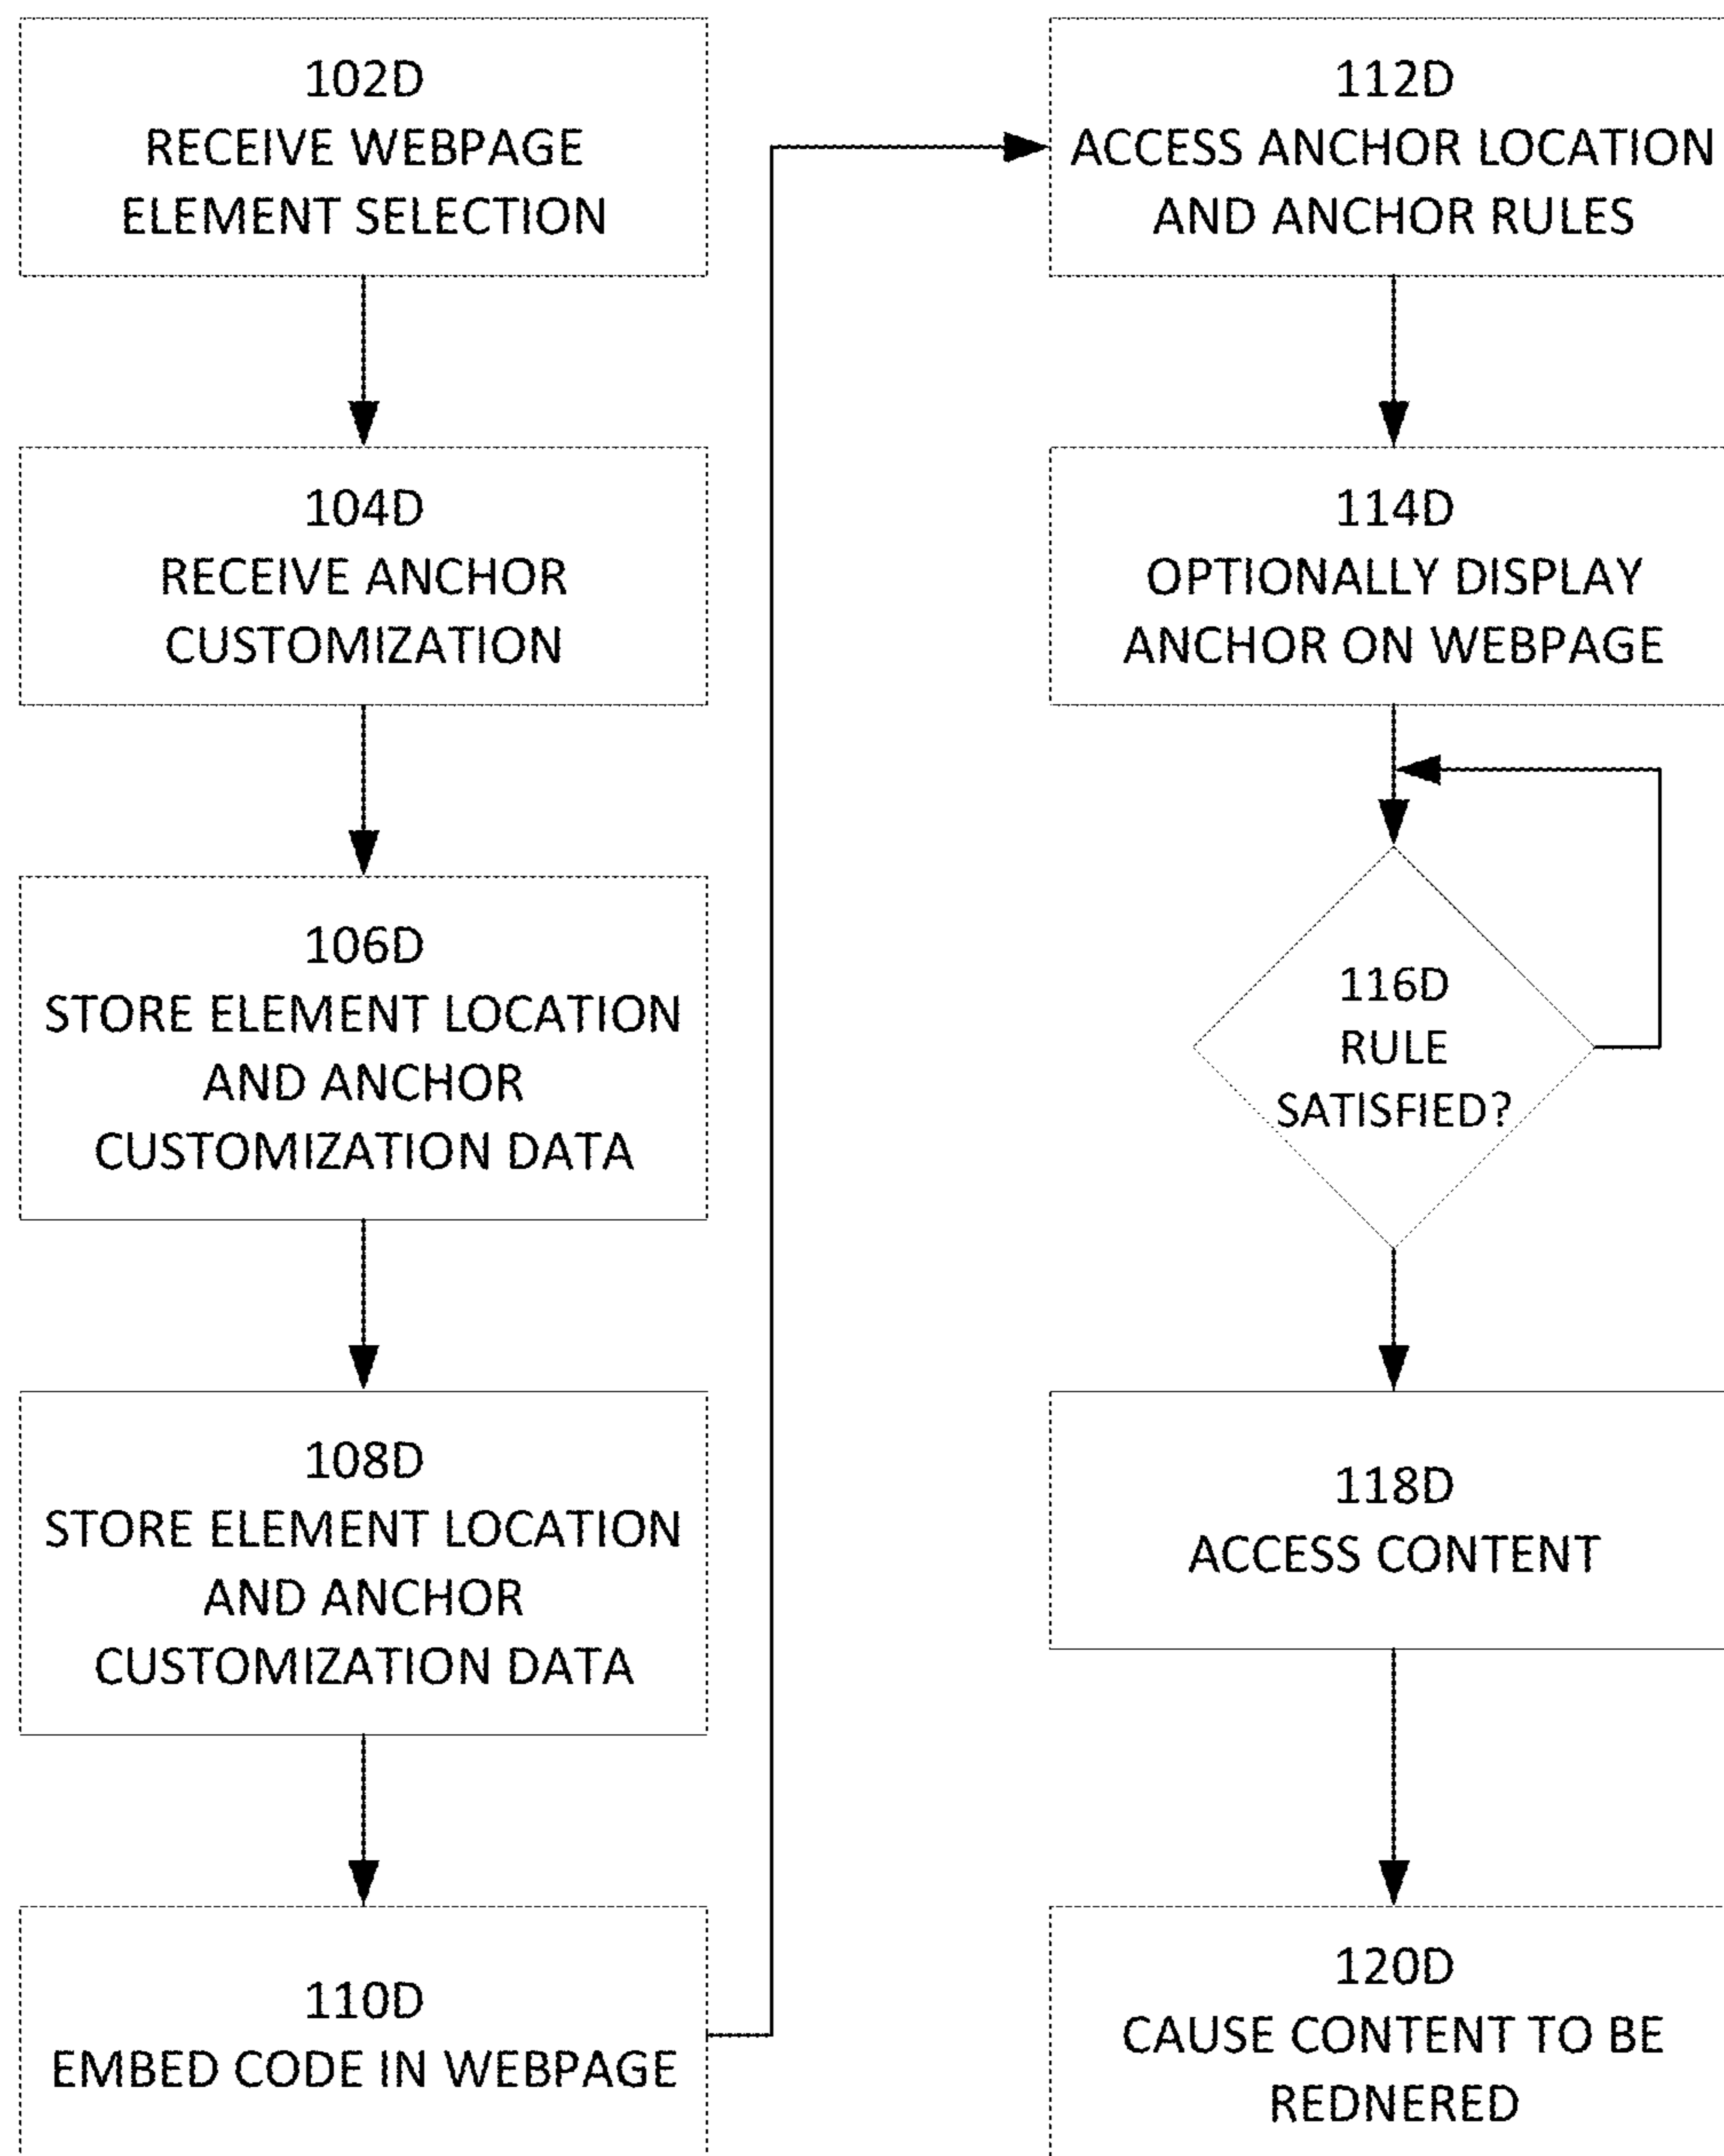 102D
RECEIVE WEBPAGE
ELEMENT SELECTION
104D
RECEIVE ANCHOR
CUSTOMIZATION
106D
STORE ELEMENT LOCATION
AND ANCHOR
CUSTOMIZATION DATA
108D
STORE ELEMENT LOCATION
AND ANCHOR
CUSTOMIZATION DATA
110D
EMBED CODE IN WEBPAGE
112D
ACCESS ANCHOR LOCATION
AND ANCHOR RULES
114D
OPTIONALLY DISPLAY
ANCHOR ON WEBPAGE
116D
RULE
SATISFIED?
118D
ACCESS CONTENT
120D
CAUSE CONTENT TO BE
REDNERED